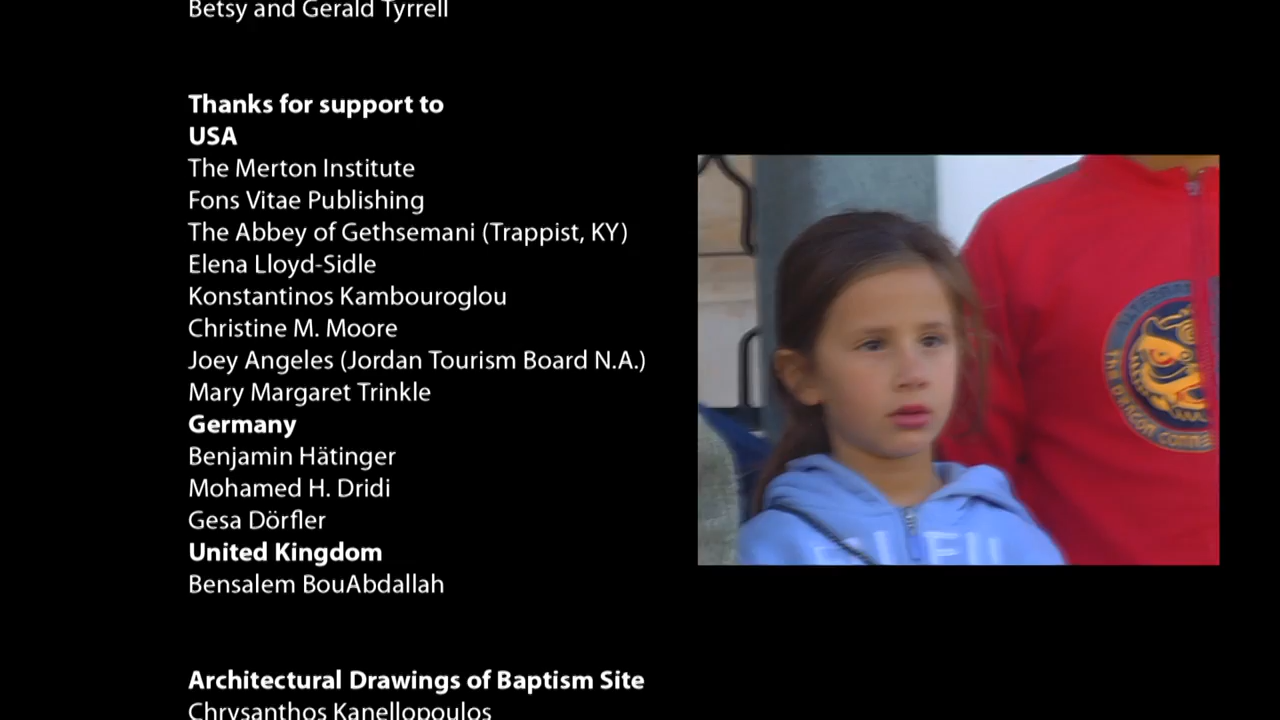 Betsy and Gerald Tyrrell
Thanks for support to
USA
The Merton Institute
Fons Vitae Publishing
The Abbey of Gethsemani (Trappist, KY)
Elena Lloyd-Sidle
Konstantinos Kambouroglou
Christine M. Moore
Joey Angeles (Jordan Tourism Board N.A.)
Mary Margaret Trinkle
Germany
Benjamin Hätinger
Mohamed H. Dridi
Gesa Dörfler
United Kingdom
Bensalem BouAbdallah
Architectural Drawings of Baptism Site
Chrysanthos Kanellopoulos
THE DRAGON